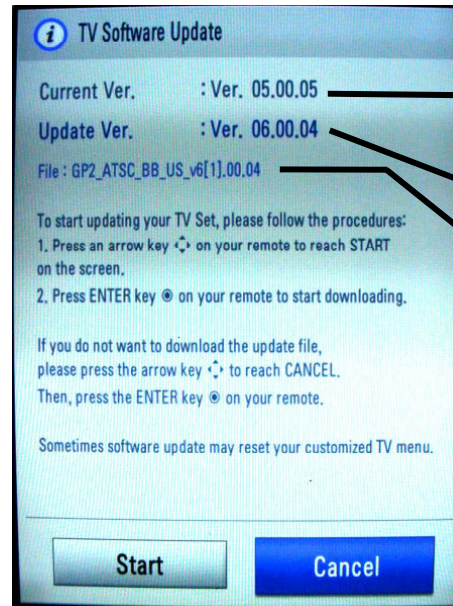 i TV Software Update
Current Ver. : Ver. 05.00.05
Update Ver. : Ver. 06.00.04
File : GP2_ATSC_BB_US_v6[1].00.04
To start updating your TV Set, please follow the procedures:
1. Press an arrow key on your remote to reach START
on the screen.
2. Press ENTER key on your remote to start downloading.
If you do not want to download the update file,
please press the arrow key to reach CANCEL.
Then, press the ENTER key on your remote.
Sometimes software update may reset your customized TV menu.
Start Cancel